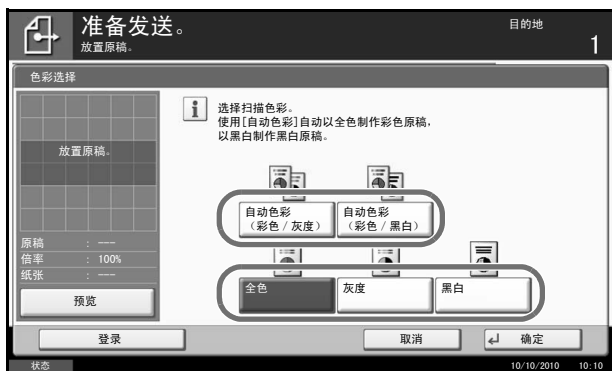 准备发送。
放置原稿。
目的地
1
色彩选择
放置原稿。
原稿 : ---
倍率 : 100%
纸张 : ---
预览
i
选择扫描色彩。
使用[自动色彩]自动以全色制作彩色原稿，
以黑白制作黑白原稿。
自动色彩
（彩色/灰度）
自动色彩
（彩色/黑白）
全色
灰度
黑白
登录
取消
确定
状态
10/10/2010 10:10